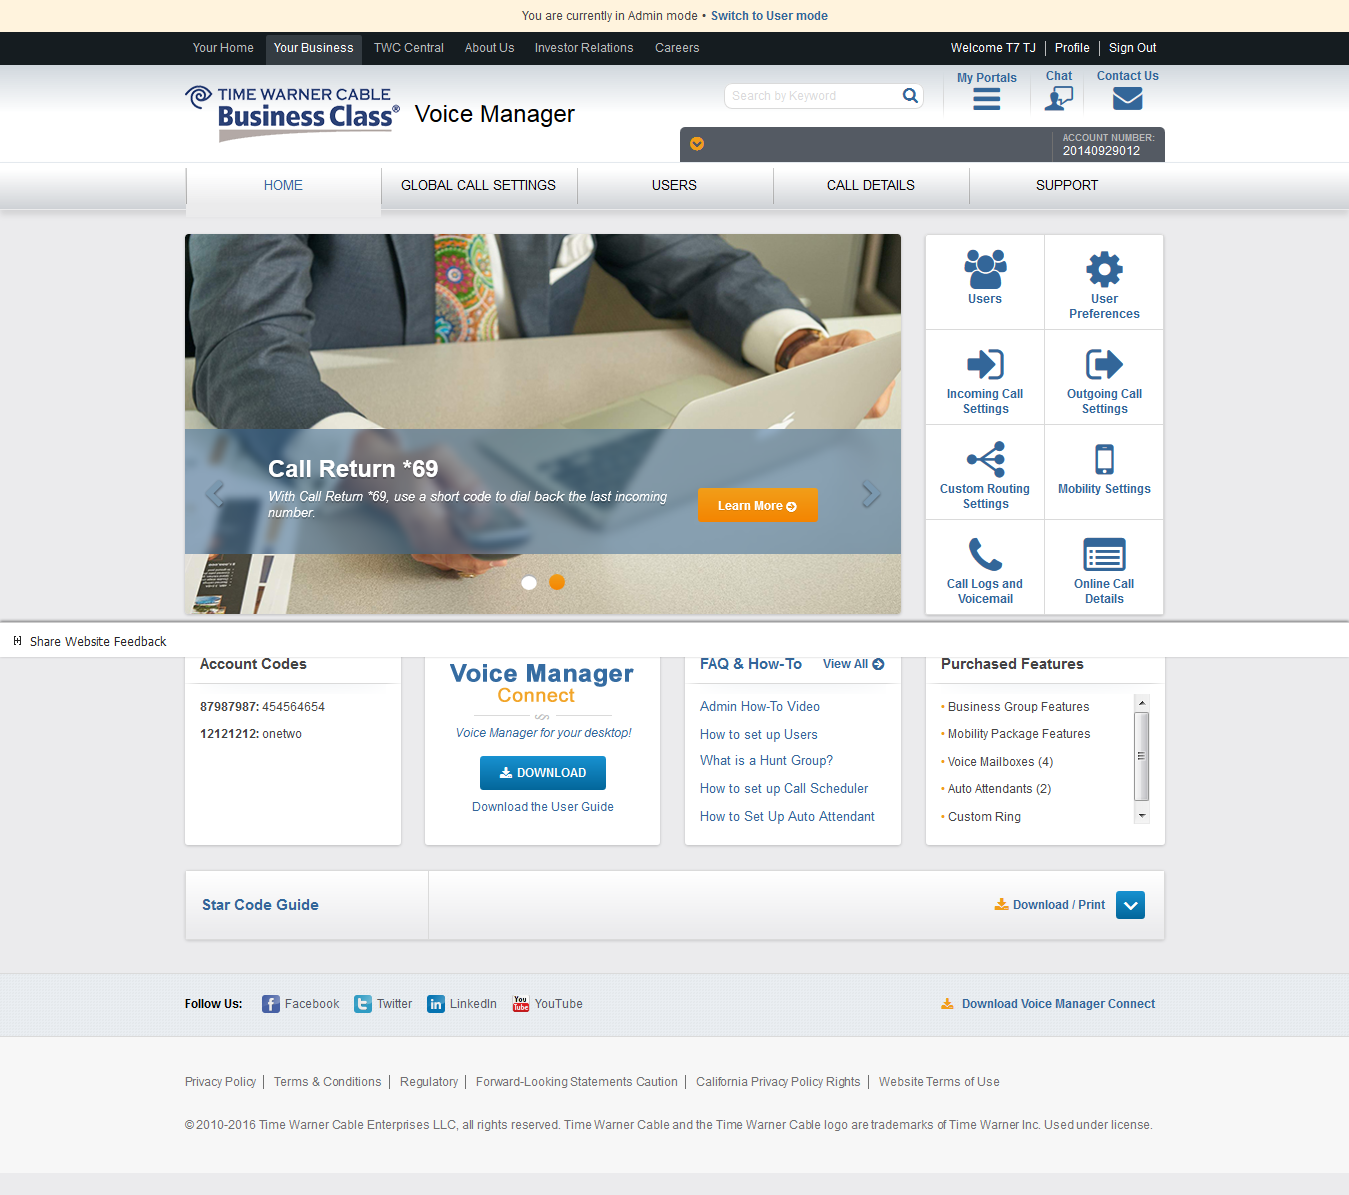 You are currently in Admin mode • Switch to User mode
Your Home Your Business TWC Central About Us Investor Relations Careers Welcome T7 TJ Profile Sign Out
TIME WARNER CABLE
Business Class®
Voice Manager
Search by Keyword
My Portals Chat Contact Us
ACCOUNT NUMBER:
20140929012
HOME GLOBAL CALL SETTINGS USERS CALL DETAILS SUPPORT
Call Return *69
With Call Return *69, use a short code to dial back the last incoming
number.
Learn More
Users
User
Preferences
Incoming Call
Settings
Outgoing Call
Settings
Custom Routing
Settings
Mobility Settings
Call Logs and
Voicemail
Online Call
Details
Share Website Feedback
Account Codes
87987987: 454564654
12121212: onetwo
Voice Manager
Connect
Voice Manager for your desktop!
DOWNLOAD
Download the User Guide
FAQ & How-To View All
Admin How-To Video
How to set up Users
What is a Hunt Group?
How to set up Call Scheduler
How to Set Up Auto Attendant
Purchased Features
• Business Group Features
• Mobility Package Features
• Voice Mailboxes (4)
• Auto Attendants (2)
• Custom Ring
Star Code Guide
Download / Print
Follow Us: Facebook Twitter LinkedIn YouTube
Download Voice Manager Connect
Privacy Policy Terms & Conditions Regulatory Forward-Looking Statements Caution California Privacy Policy Rights Website Terms of Use
© 2010-2016 Time Warner Cable Enterprises LLC, all rights reserved. Time Warner Cable and the Time Warner Cable logo are trademarks of Time Warner Inc. Used under license.